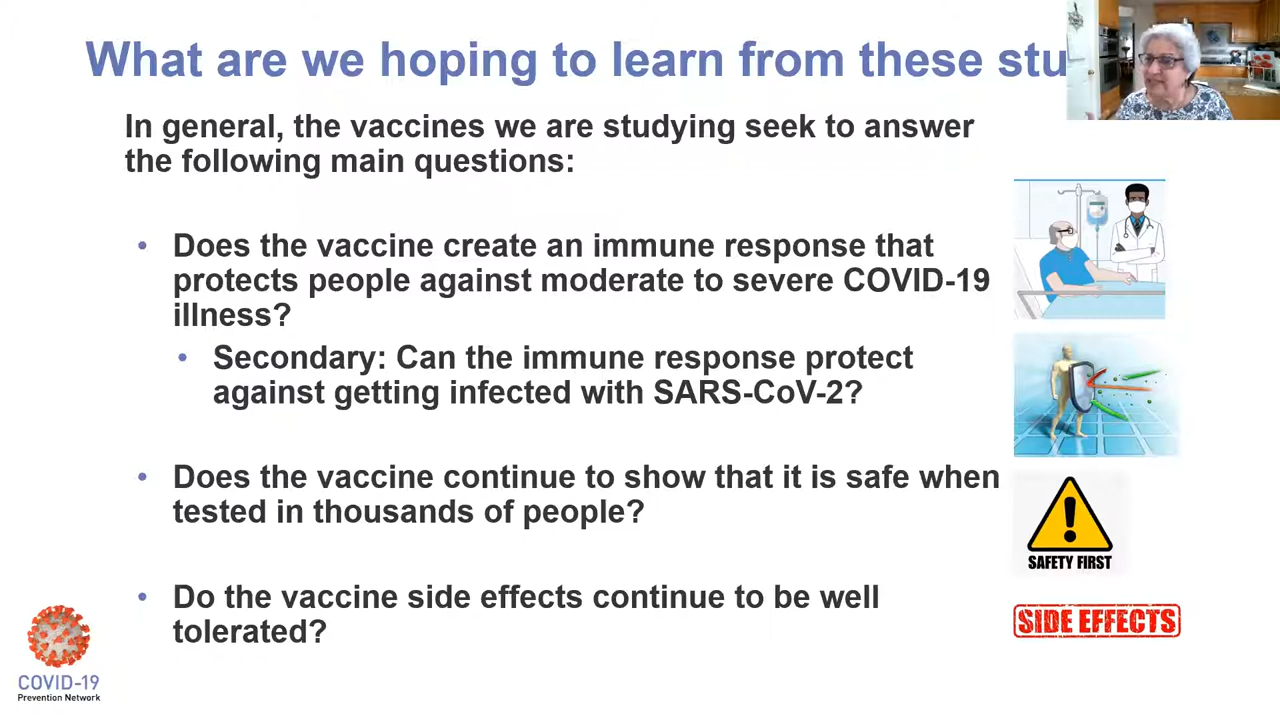 What are we hoping to learn from these stu
In general, the vaccines we are studying seek to answer
the following main questions:
• Does the vaccine create an immune response that
protects people against moderate to severe COVID-19
illness?
• Secondary: Can the immune response protect
against getting infected with SARS-CoV-2?
• Does the vaccine continue to show that it is safe when
tested in thousands of people?
SAFETY FIRST
• Do the vaccine side effects continue to be well
tolerated?
SIDE EFFECTS
COVID-19
Prevention Network